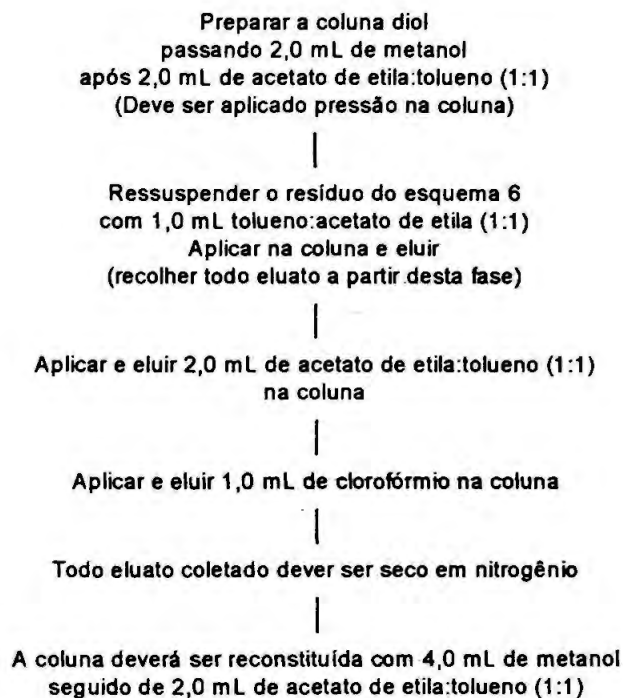 Preparar a coluna diol
passando 2,0 mL de metanol
após 2,0 mL de acetato de etila:tolueno (1:1)
(Deve ser aplicado pressão na coluna)
Ressuspender o resíduo do esquema 6
com 1,0 mL tolueno:acetato de etila (1:1)
Aplicar na coluna e eluir
(recolher todo eluato a partir desta fase)
Aplicar e eluir 2,0 mL de acetato de etila:tolueno (1:1)
na coluna
Aplicar e eluir 1,0 mL de clorofórmio na coluna
Todo eluato coletado dever ser seco em nitrogênio
A coluna deverá ser reconstituída com 4,0 mL de metanol
seguido de 2,0 mL de acetato de etila:tolueno (1:1)